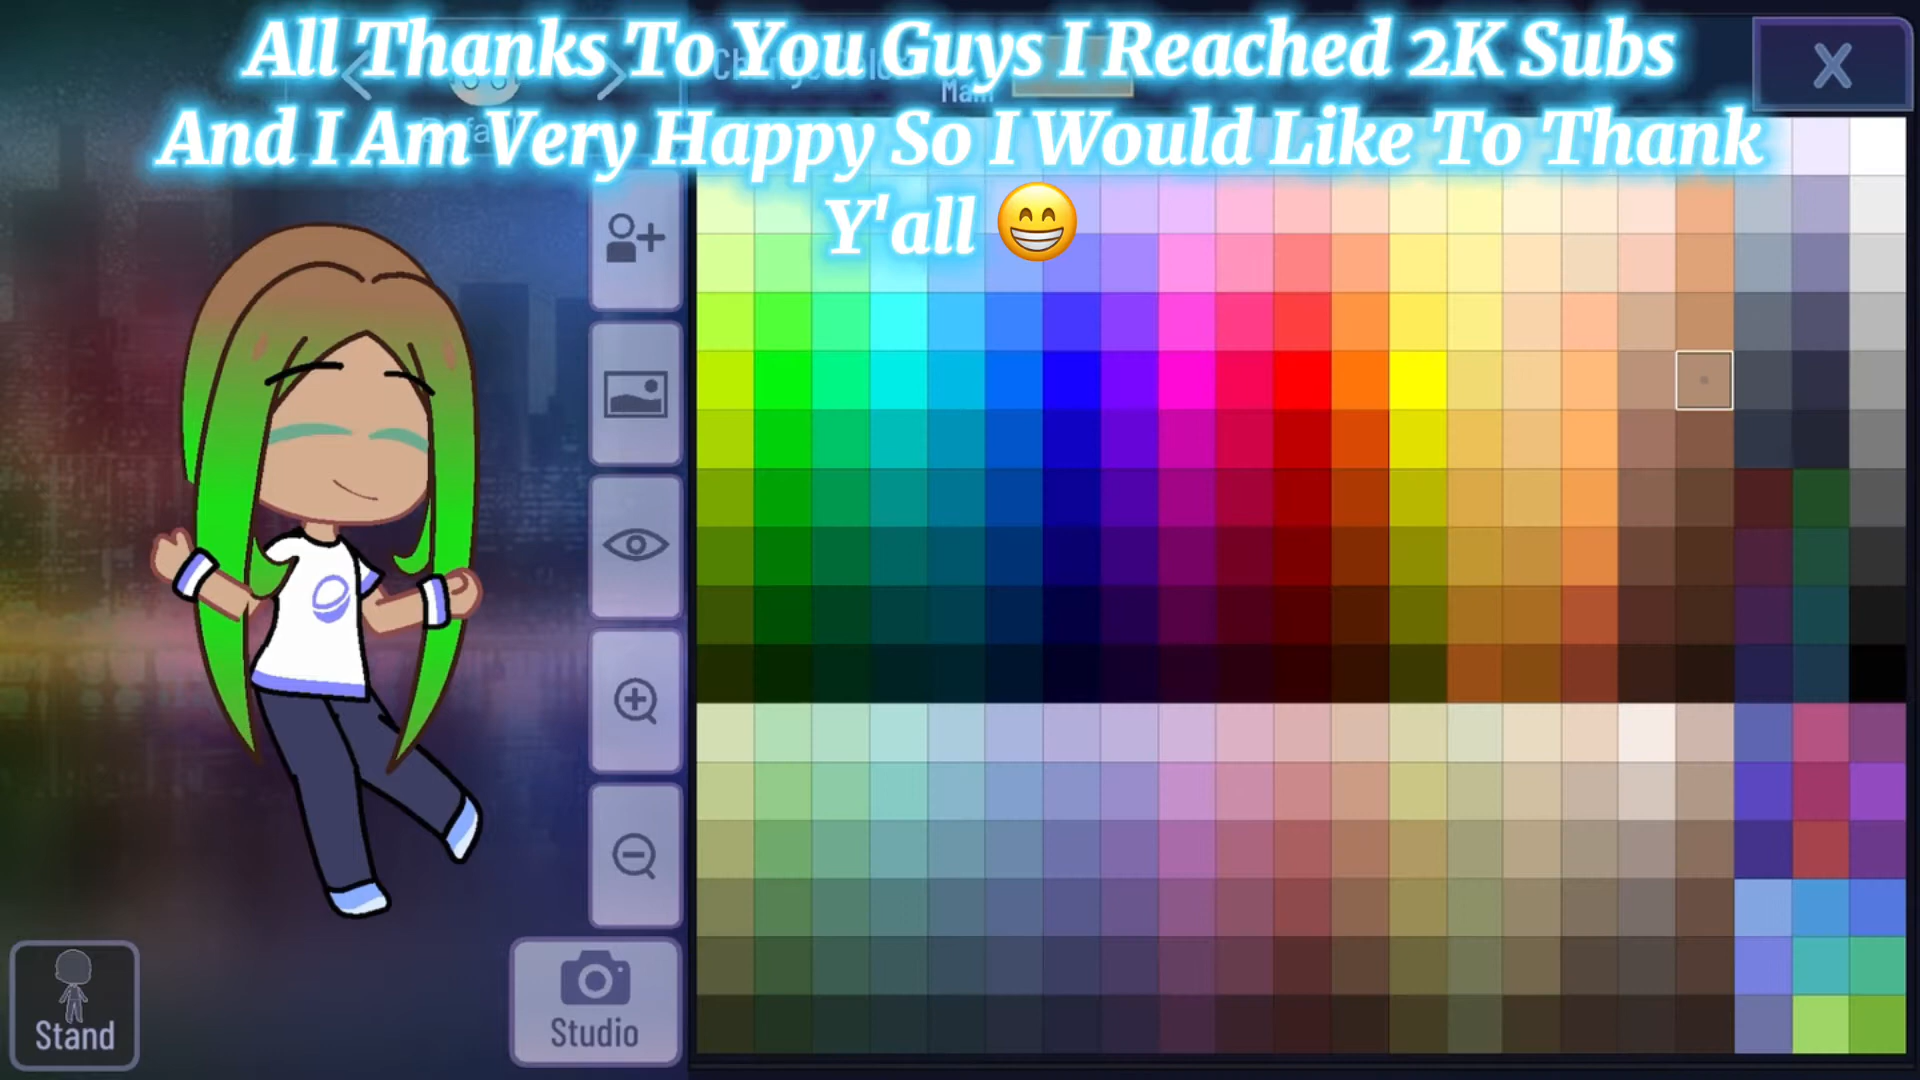 All Thanks To You Guys I Reached 2K Subs
And I Am Very Happy So I Would Like To Thank
Y'all 😁
X
Stand
Studio